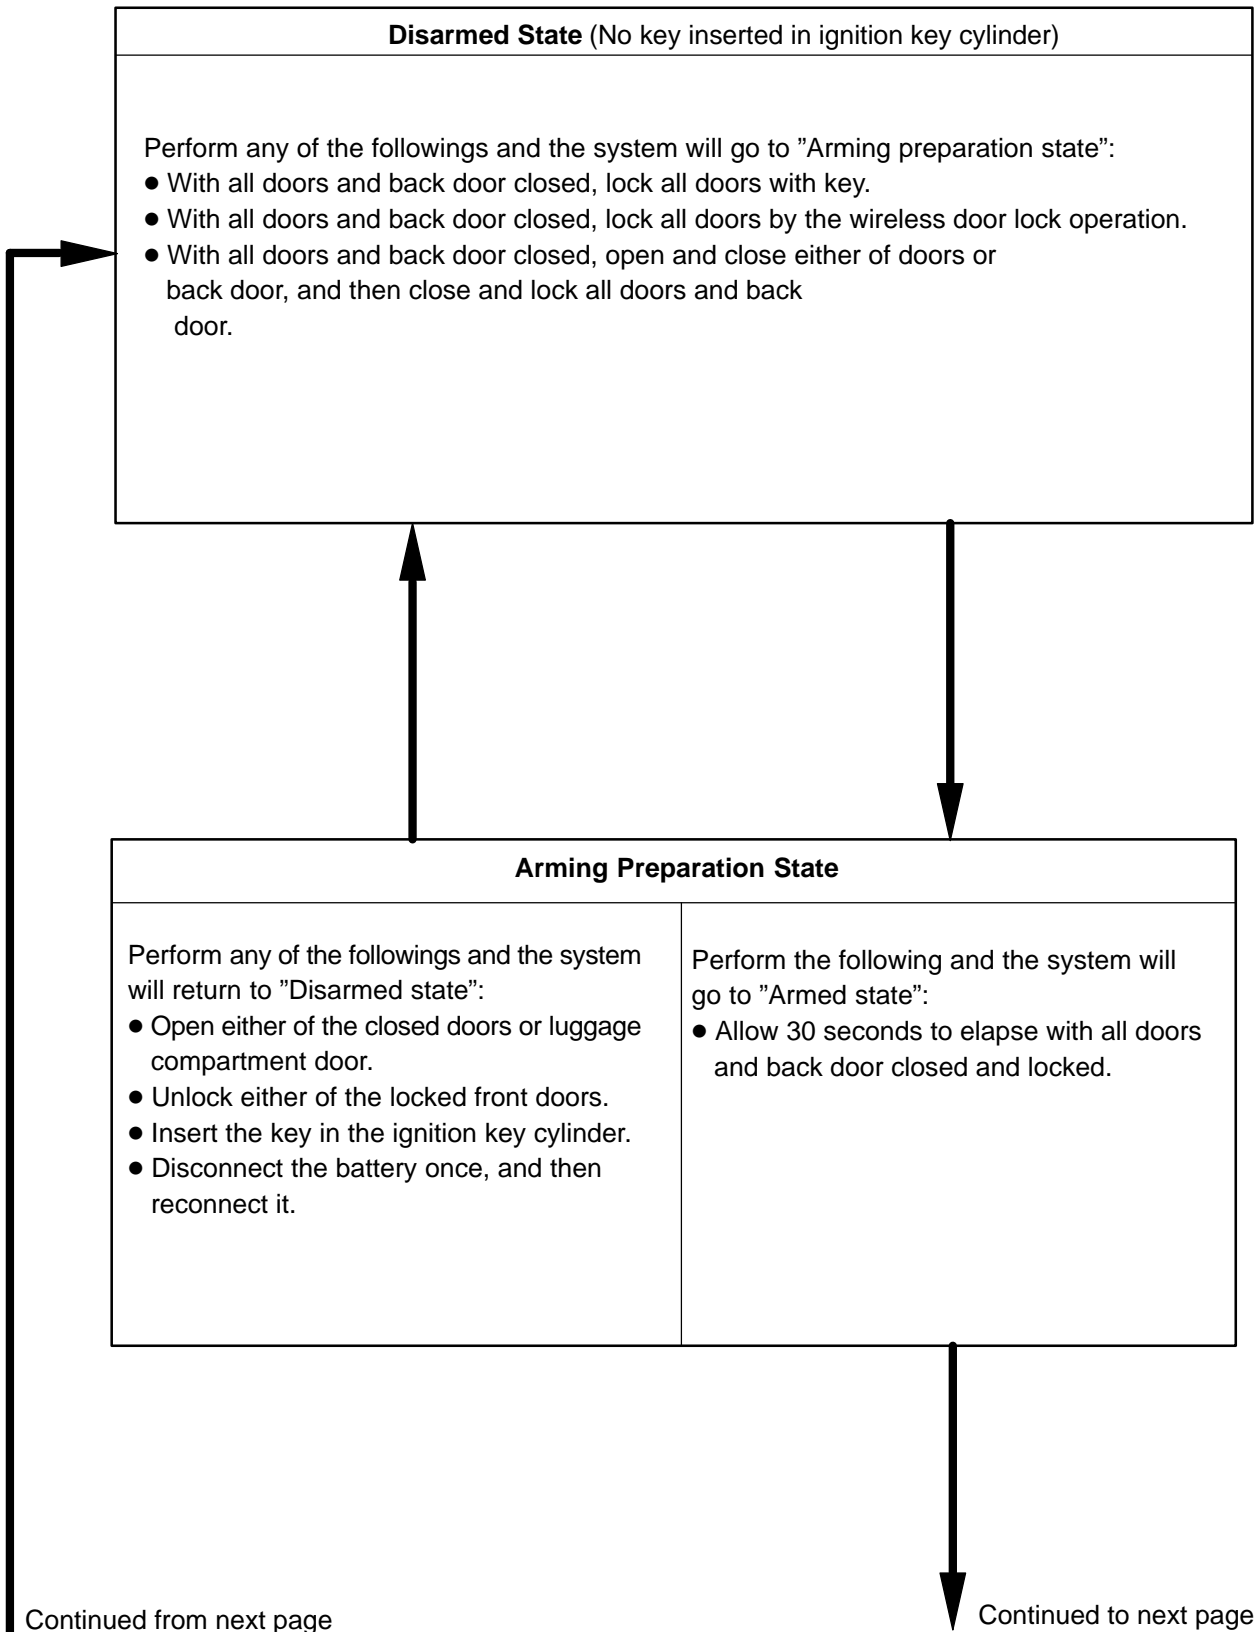 Disarmed State (No key inserted in ignition key cylinder)
Perform any of the followings and the system will go to ”Arming preparation state”:
● With all doors and back door closed, lock all doors with key.
● With all doors and back door closed, lock all doors by the wireless door lock operation.
● With all doors and back door closed, open and close either of doors or
back door, and then close and lock all doors and back
door.
Arming Preparation State
Perform any of the followings and the system
will return to ”Disarmed state”:
● Open either of the closed doors or luggage
compartment door.
● Unlock either of the locked front doors.
● Insert the key in the ignition key cylinder.
● Disconnect the battery once, and then
reconnect it.
Perform the following and the system will
go to ”Armed state”:
● Allow 30 seconds to elapse with all doors
and back door closed and locked.
Continued from next page
Continued to next page